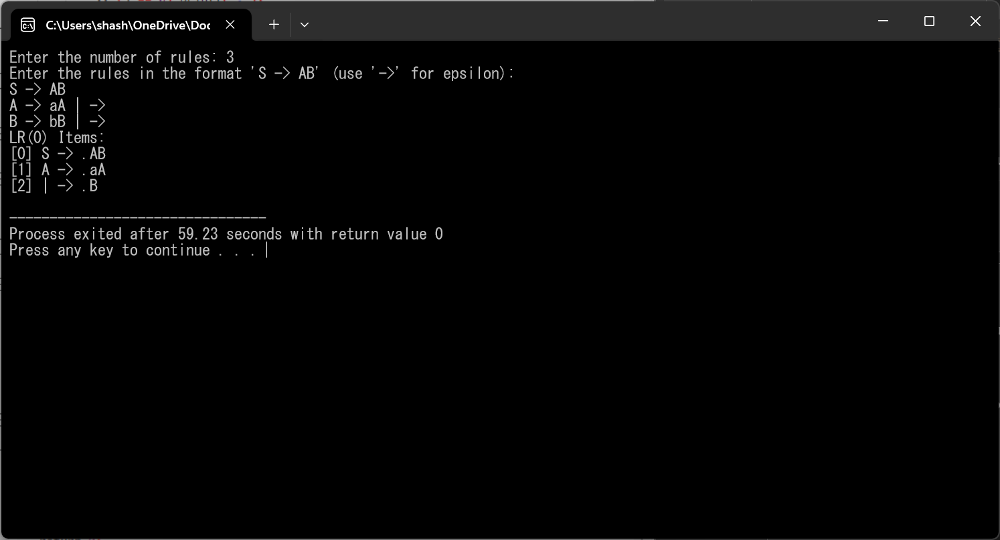 C:\Users\shash\OneDrive\Doc
Enter the number of rules: 3
Enter the rules in the format 'S -> AB' (use '->' for epsilon):
S -> AB
A -> aA | ->
B -> bB | ->
LR(0) Items:
[0] S -> .AB
[1] A -> .aA
[2] | -> .B
--------------------------------
Process exited after 59.23 seconds with return value 0
Press any key to continue . . .